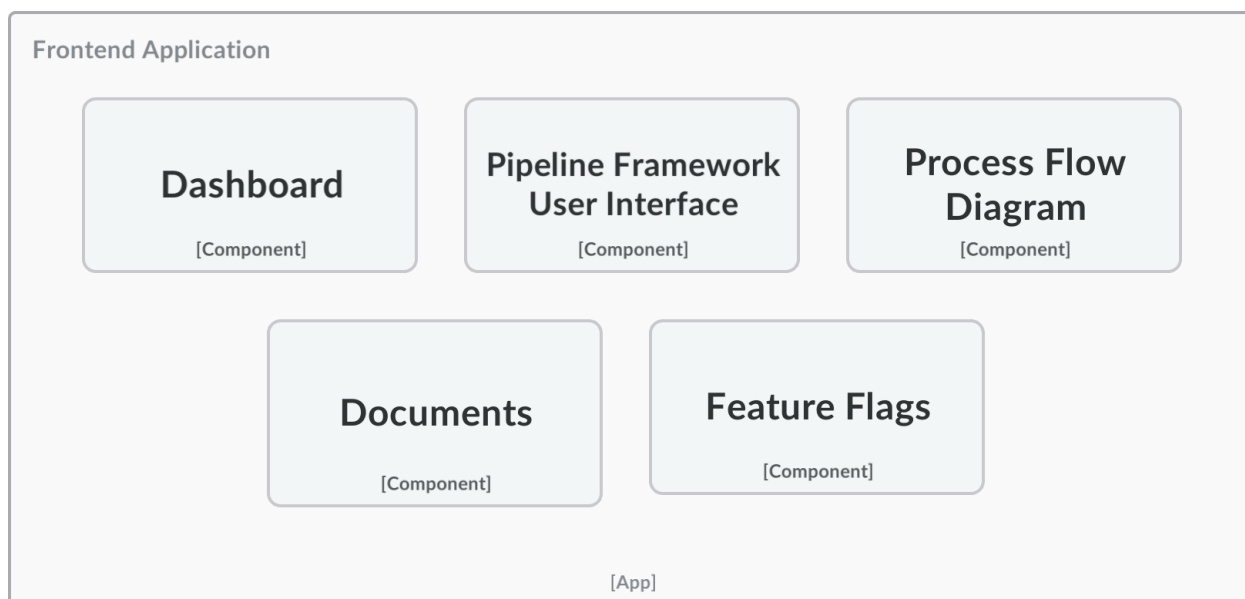 Frontend Application
Dashboard
[Component]
Pipeline Framework
User Interface
[Component]
Process Flow
Diagram
[Component]
Documents
[Component]
Feature Flags
[Component]
[App]